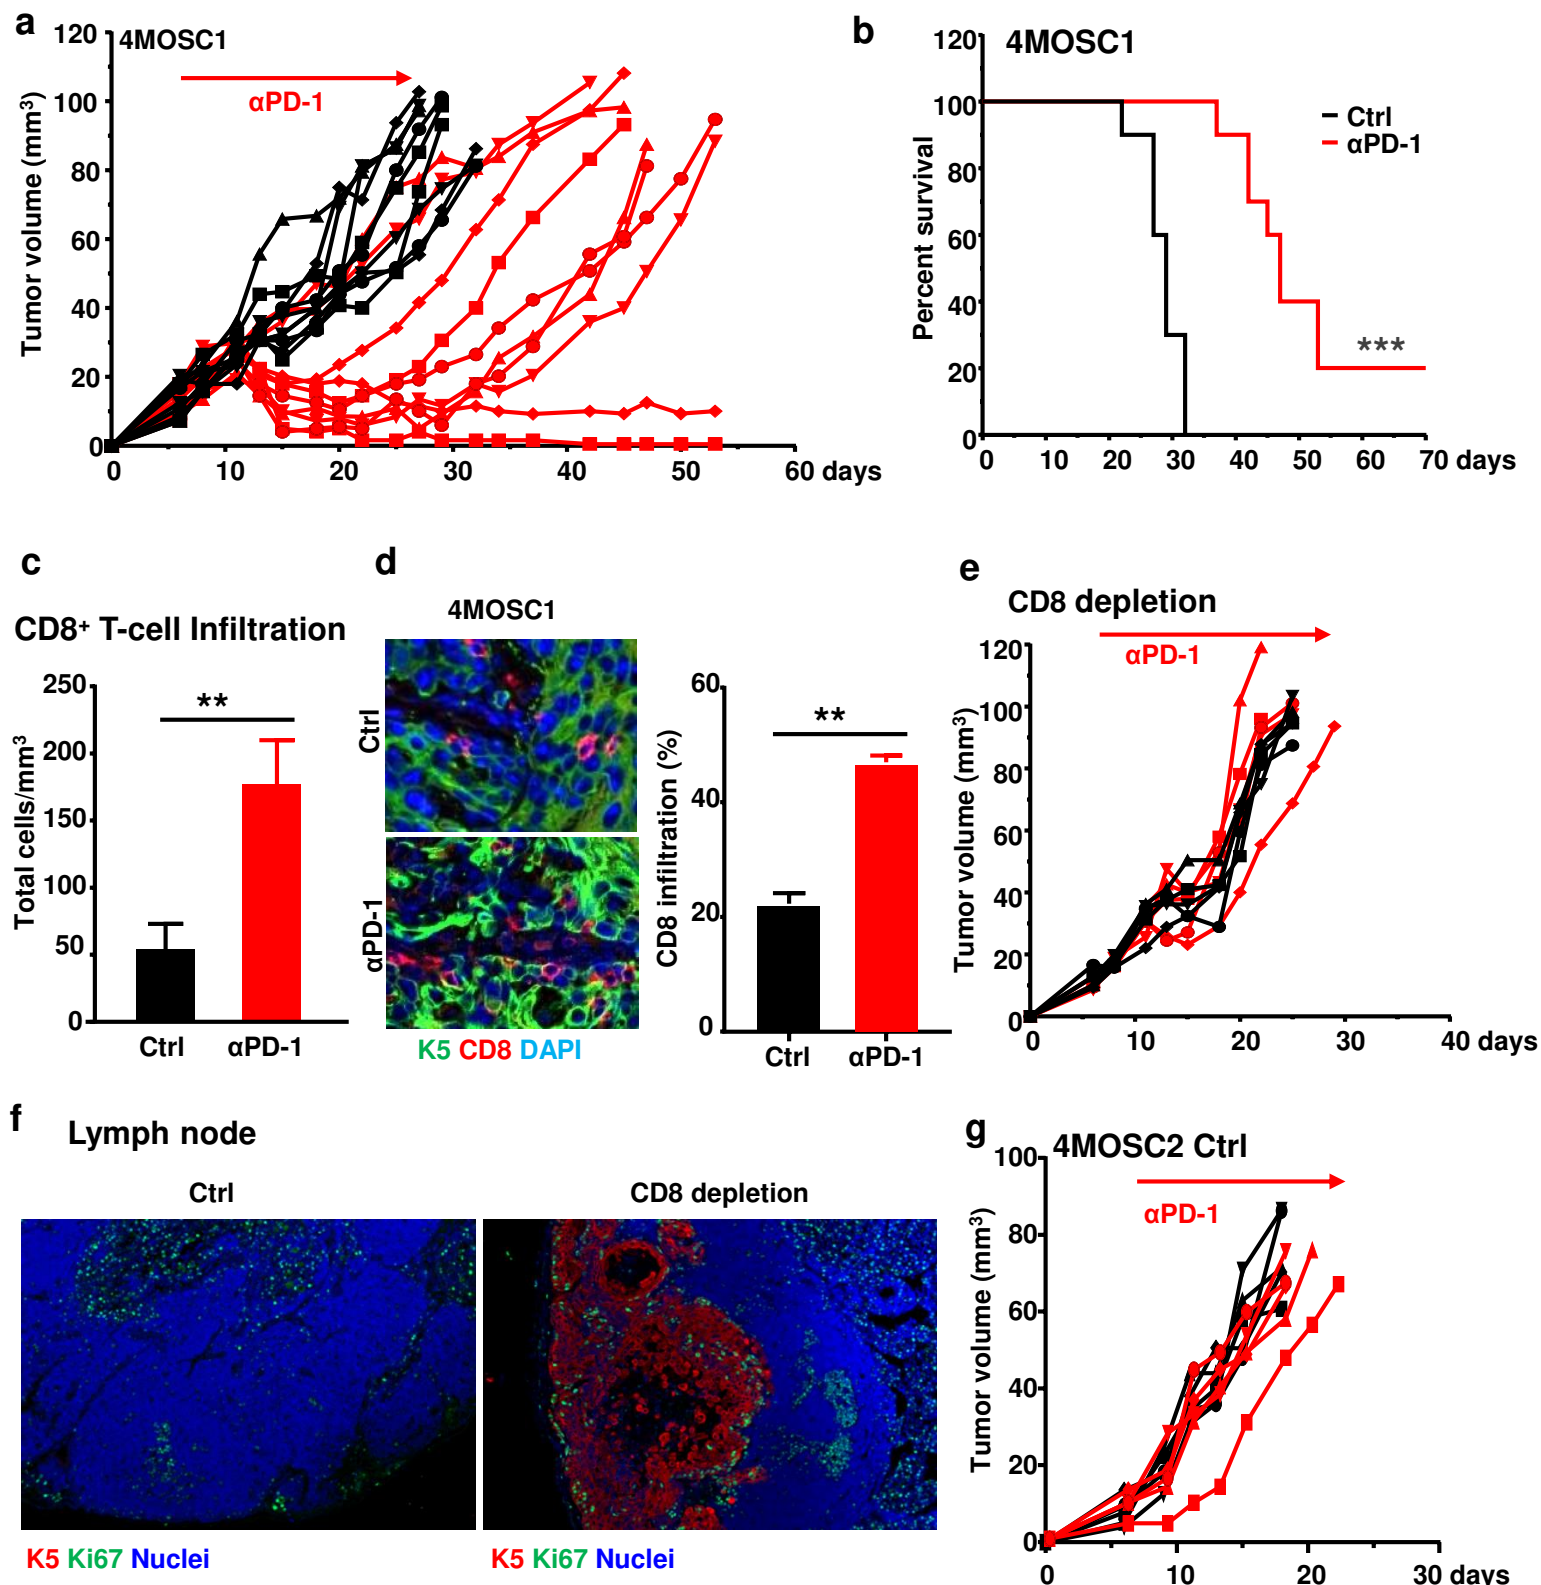 a
4MOSC1
αPD-1
Tumor volume (mm³)
120
100
80
60
40
20
0
0 10 20 30 40 50 60 days
b
4MOSC1
Ctrl
αPD-1
***
Percent survival
120
100
80
60
40
20
0
0 10 20 30 40 50 60 70 days
c
CD8⁺ T-cell Infiltration
**
Total cells/mm³
250
200
150
100
50
0
Ctrl αPD-1
d
4MOSC1
Ctrl
αPD-1
K5 CD8 DAPI
**
CD8 infiltration (%)
60
40
20
0
Ctrl αPD-1
e
CD8 depletion
αPD-1
Tumor volume (mm³)
120
100
80
60
40
20
0
0 10 20 30 40 days
f
Lymph node
Ctrl
CD8 depletion
K5 Ki67 Nuclei
K5 Ki67 Nuclei
g
4MOSC2 Ctrl
αPD-1
Tumor volume (mm³)
100
80
60
40
20
0
0 10 20 30 days